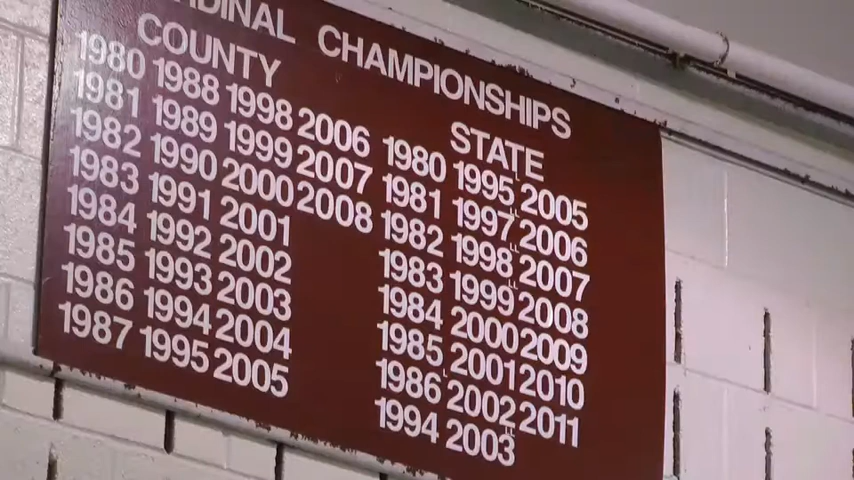 CARDINAL CHAMPIONSHIPS
COUNTY STATE
1980 1988 1998 2006 1980 1995 2005
1981 1989 1999 2007 1981 1997 2006
1982 1990 2000 2008 1982 1998 2007
1983 1991 2001 1983 1999 2008
1984 1992 2002 1984 2000 2009
1985 1993 2003 1985 2001 2010
1986 1994 2004 1986 2002 2011
1987 1995 2005 1994 2003